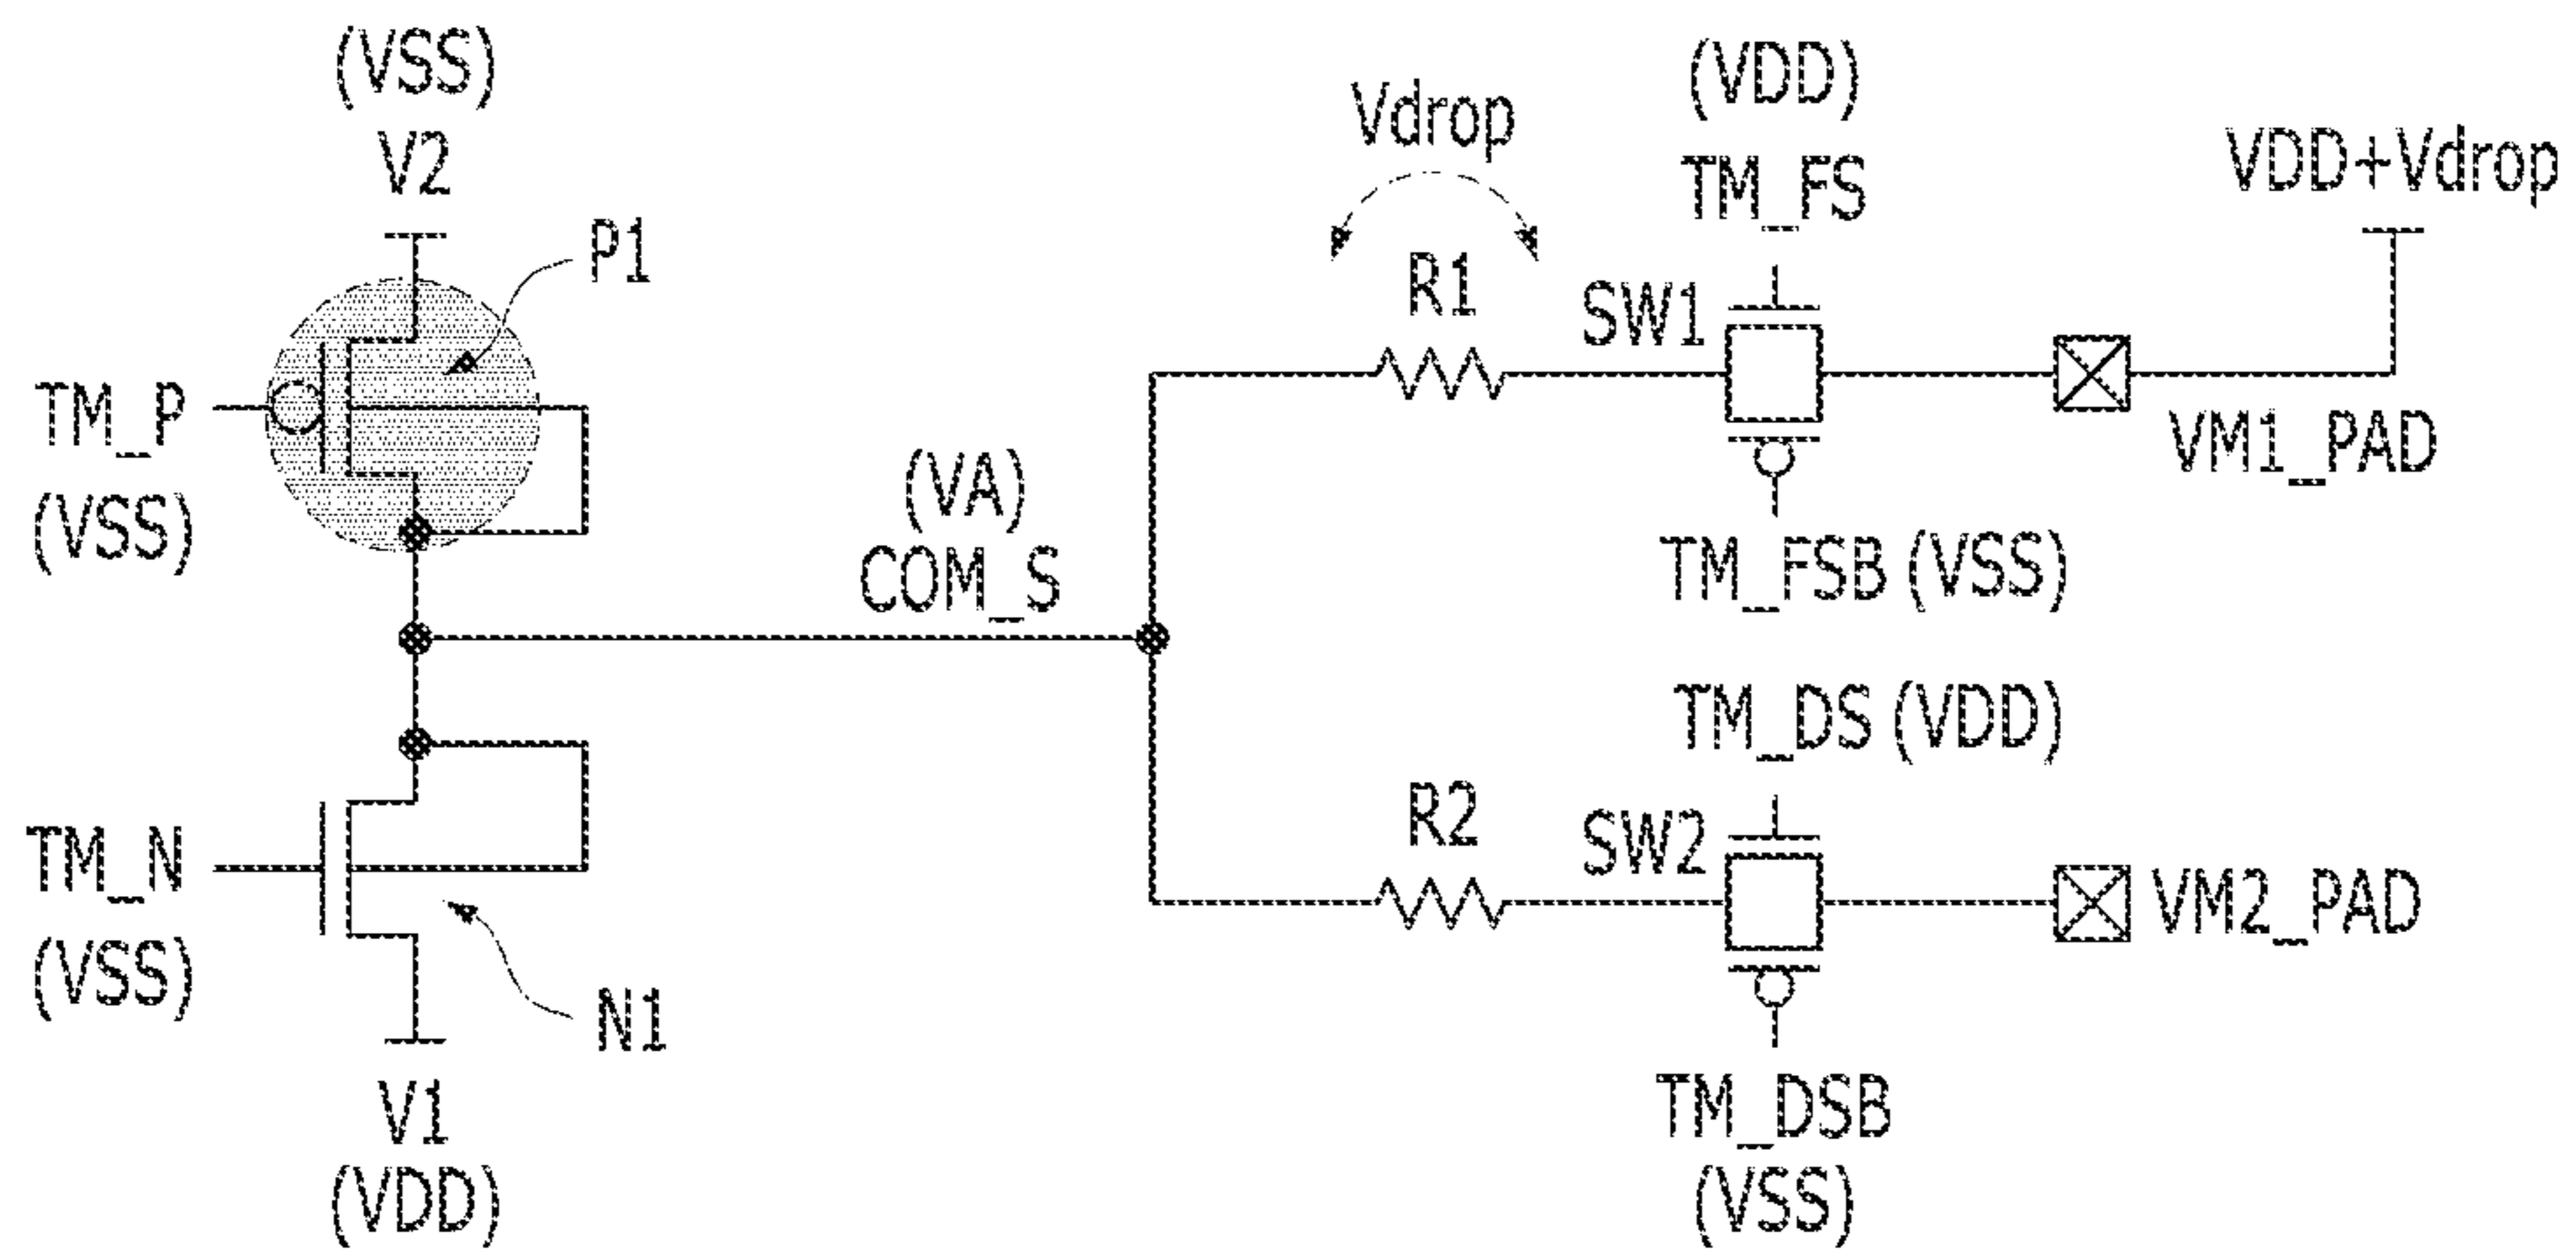 (VSS)
V2
P1
TM_P
(VSS)
TM_N
(VSS)
N1
V1
(VDD)
(VA)
COM_S
Vdrop
R1
(VDD)
TM_FS
SW1
TM_FSB (VSS)
VDD+Vdrop
VM1_PAD
TM_DS (VDD)
R2
SW2
VM2_PAD
TM_DSB
(VSS)